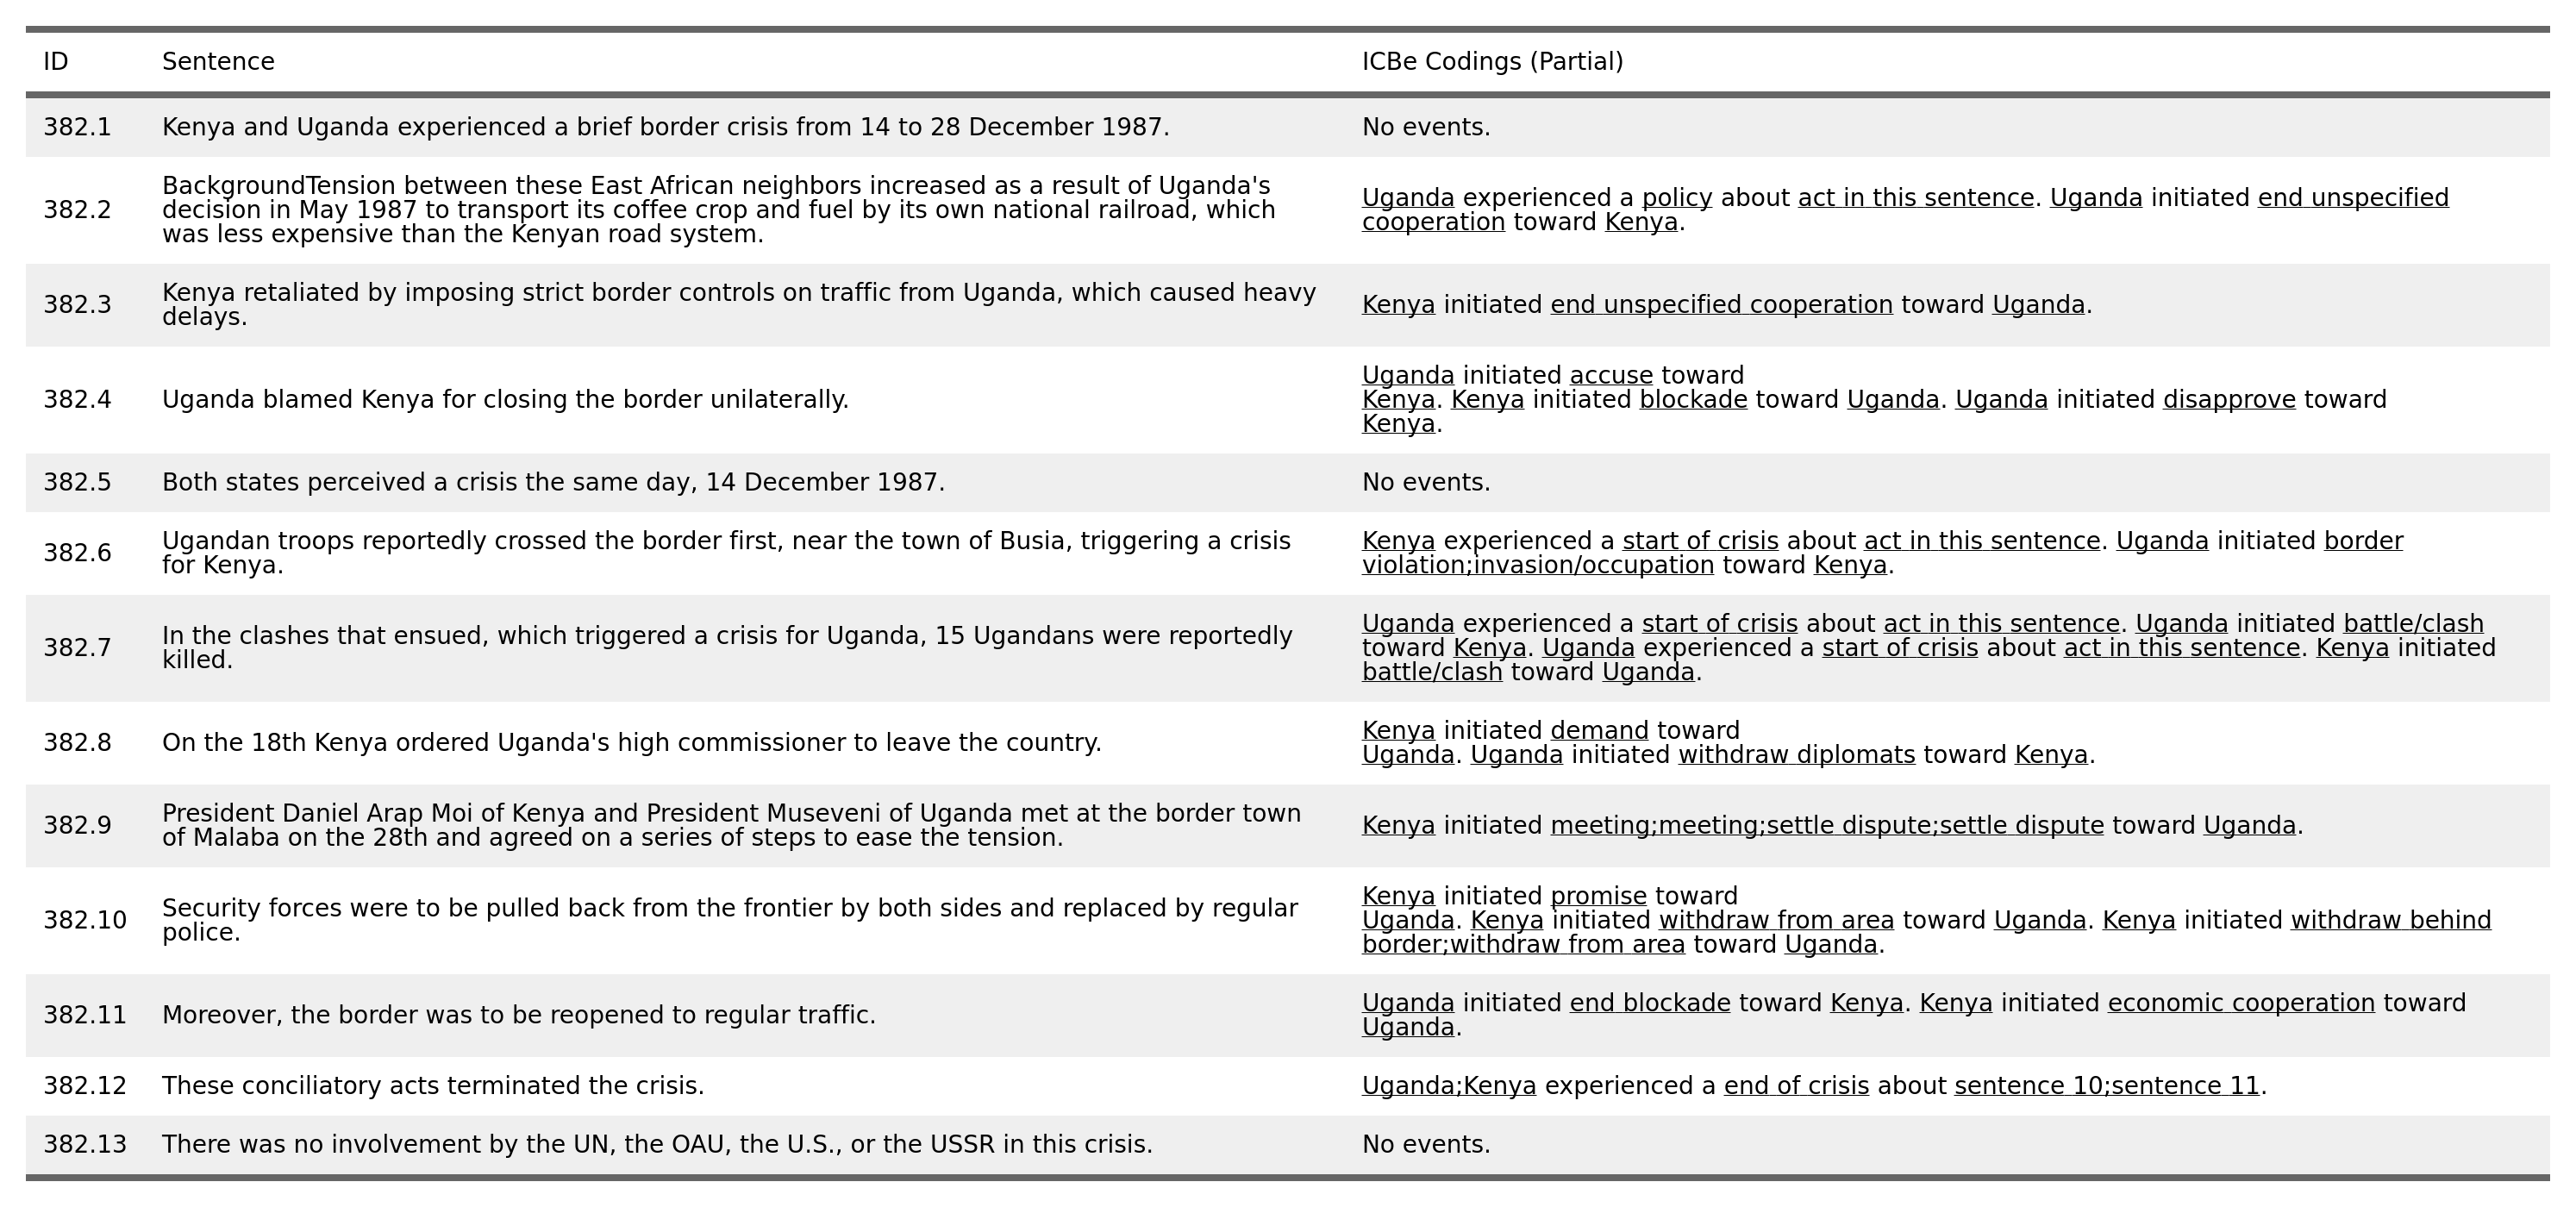 ID Sentence ICBe Codings (Partial)
382.1 Kenya and Uganda experienced a brief border crisis from 14 to 28 December 1987. No events.
382.2
BackgroundTension between these East African neighbors increased as a result of Uganda's
decision in May 1987 to transport its coffee crop and fuel by its own national railroad, which
was less expensive than the Kenyan road system.
Uganda experienced a policy about act in this sentence. Uganda initiated end unspecified
cooperation toward Kenya.
382.3
Kenya retaliated by imposing strict border controls on traffic from Uganda, which caused heavy
delays.
Kenya initiated end unspecified cooperation toward Uganda.
382.4
Uganda blamed Kenya for closing the border unilaterally.
Uganda initiated accuse toward
Kenya. Kenya initiated blockade toward Uganda. Uganda initiated disapprove toward
Kenya.
382.5 Both states perceived a crisis the same day, 14 December 1987. No events.
382.6
Ugandan troops reportedly crossed the border first, near the town of Busia, triggering a crisis
for Kenya.
Kenya experienced a start of crisis about act in this sentence. Uganda initiated border
violation;invasion/occupation toward Kenya.
382.7
In the clashes that ensued, which triggered a crisis for Uganda, 15 Ugandans were reportedly
killed.
Uganda experienced a start of crisis about act in this sentence. Uganda initiated battle/clash
toward Kenya. Uganda experienced a start of crisis about act in this sentence. Kenya initiated
battle/clash toward Uganda.
382.8
On the 18th Kenya ordered Uganda's high commissioner to leave the country.
Kenya initiated demand toward
Uganda. Uganda initiated withdraw diplomats toward Kenya.
382.9
President Daniel Arap Moi of Kenya and President Museveni of Uganda met at the border town
of Malaba on the 28th and agreed on a series of steps to ease the tension.
Kenya initiated meeting;meeting;settle dispute;settle dispute toward Uganda.
382.10
Security forces were to be pulled back from the frontier by both sides and replaced by regular
police.
Kenya initiated promise toward
Uganda. Kenya initiated withdraw from area toward Uganda. Kenya initiated withdraw behind
border;withdraw from area toward Uganda.
382.11
Moreover, the border was to be reopened to regular traffic.
Uganda initiated end blockade toward Kenya. Kenya initiated economic cooperation toward
Uganda.
382.12 These conciliatory acts terminated the crisis. Uganda;Kenya experienced a end of crisis about sentence 10;sentence 11.
382.13 There was no involvement by the UN, the OAU, the U.S., or the USSR in this crisis. No events.